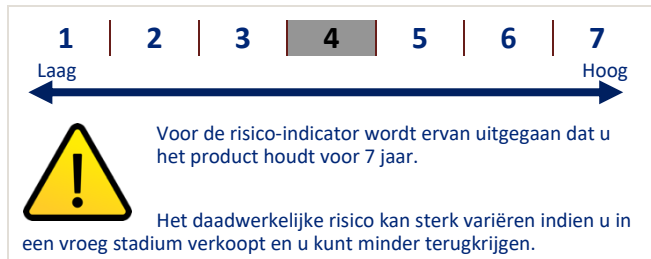 1 2 3 4 5 6 7
Laag Hoog
Voor de risico-indicator wordt ervan uitgegaan dat u
het product houdt voor 7 jaar.
Het daadwerkelijke risico kan sterk variëren indien u in
een vroeg stadium verkoopt en u kunt minder terugkrijgen.